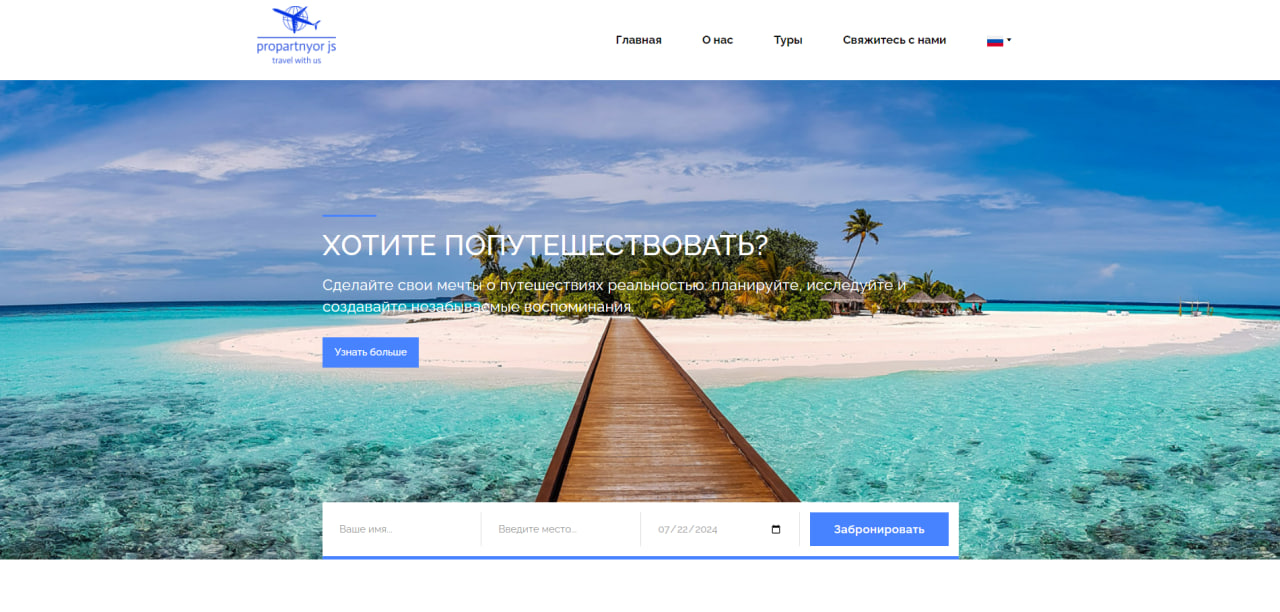 propartnyor js
travel with us
Главная
О нас
Туры
Свяжитесь с нами
ХОТИТЕ ПОПУТЕШЕСТВОВАТЬ?
Сделайте свои мечты о путешествиях реальностью: планируйте, исследуйте и
создавайте незабываемые воспоминания.
Узнать больше
Ваше имя...
Введите место...
07/22/2024
Забронировать